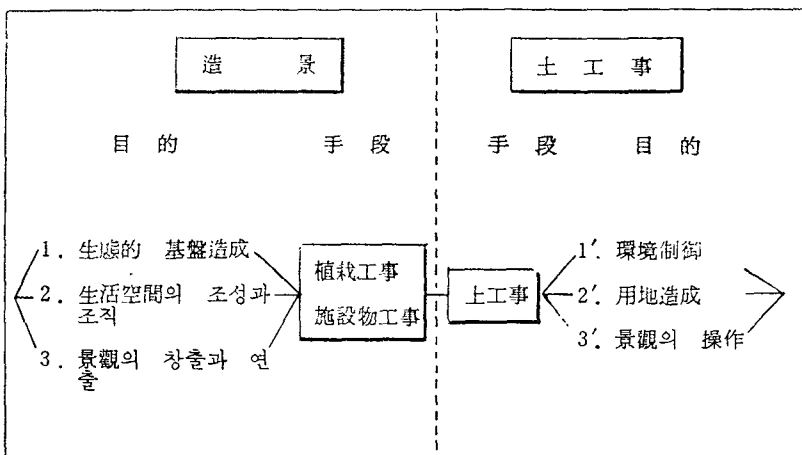 造 景
土 工 事
目 的 手 段
手 段 目 的
1. 生態的 基盤造成
2. 生活空間의 조성과
조직
3. 景觀의 창출과 연
출
植栽工事
施設物工事
土工事
1'. 環境制御
2'. 用地造成
3'. 景觀의 操作